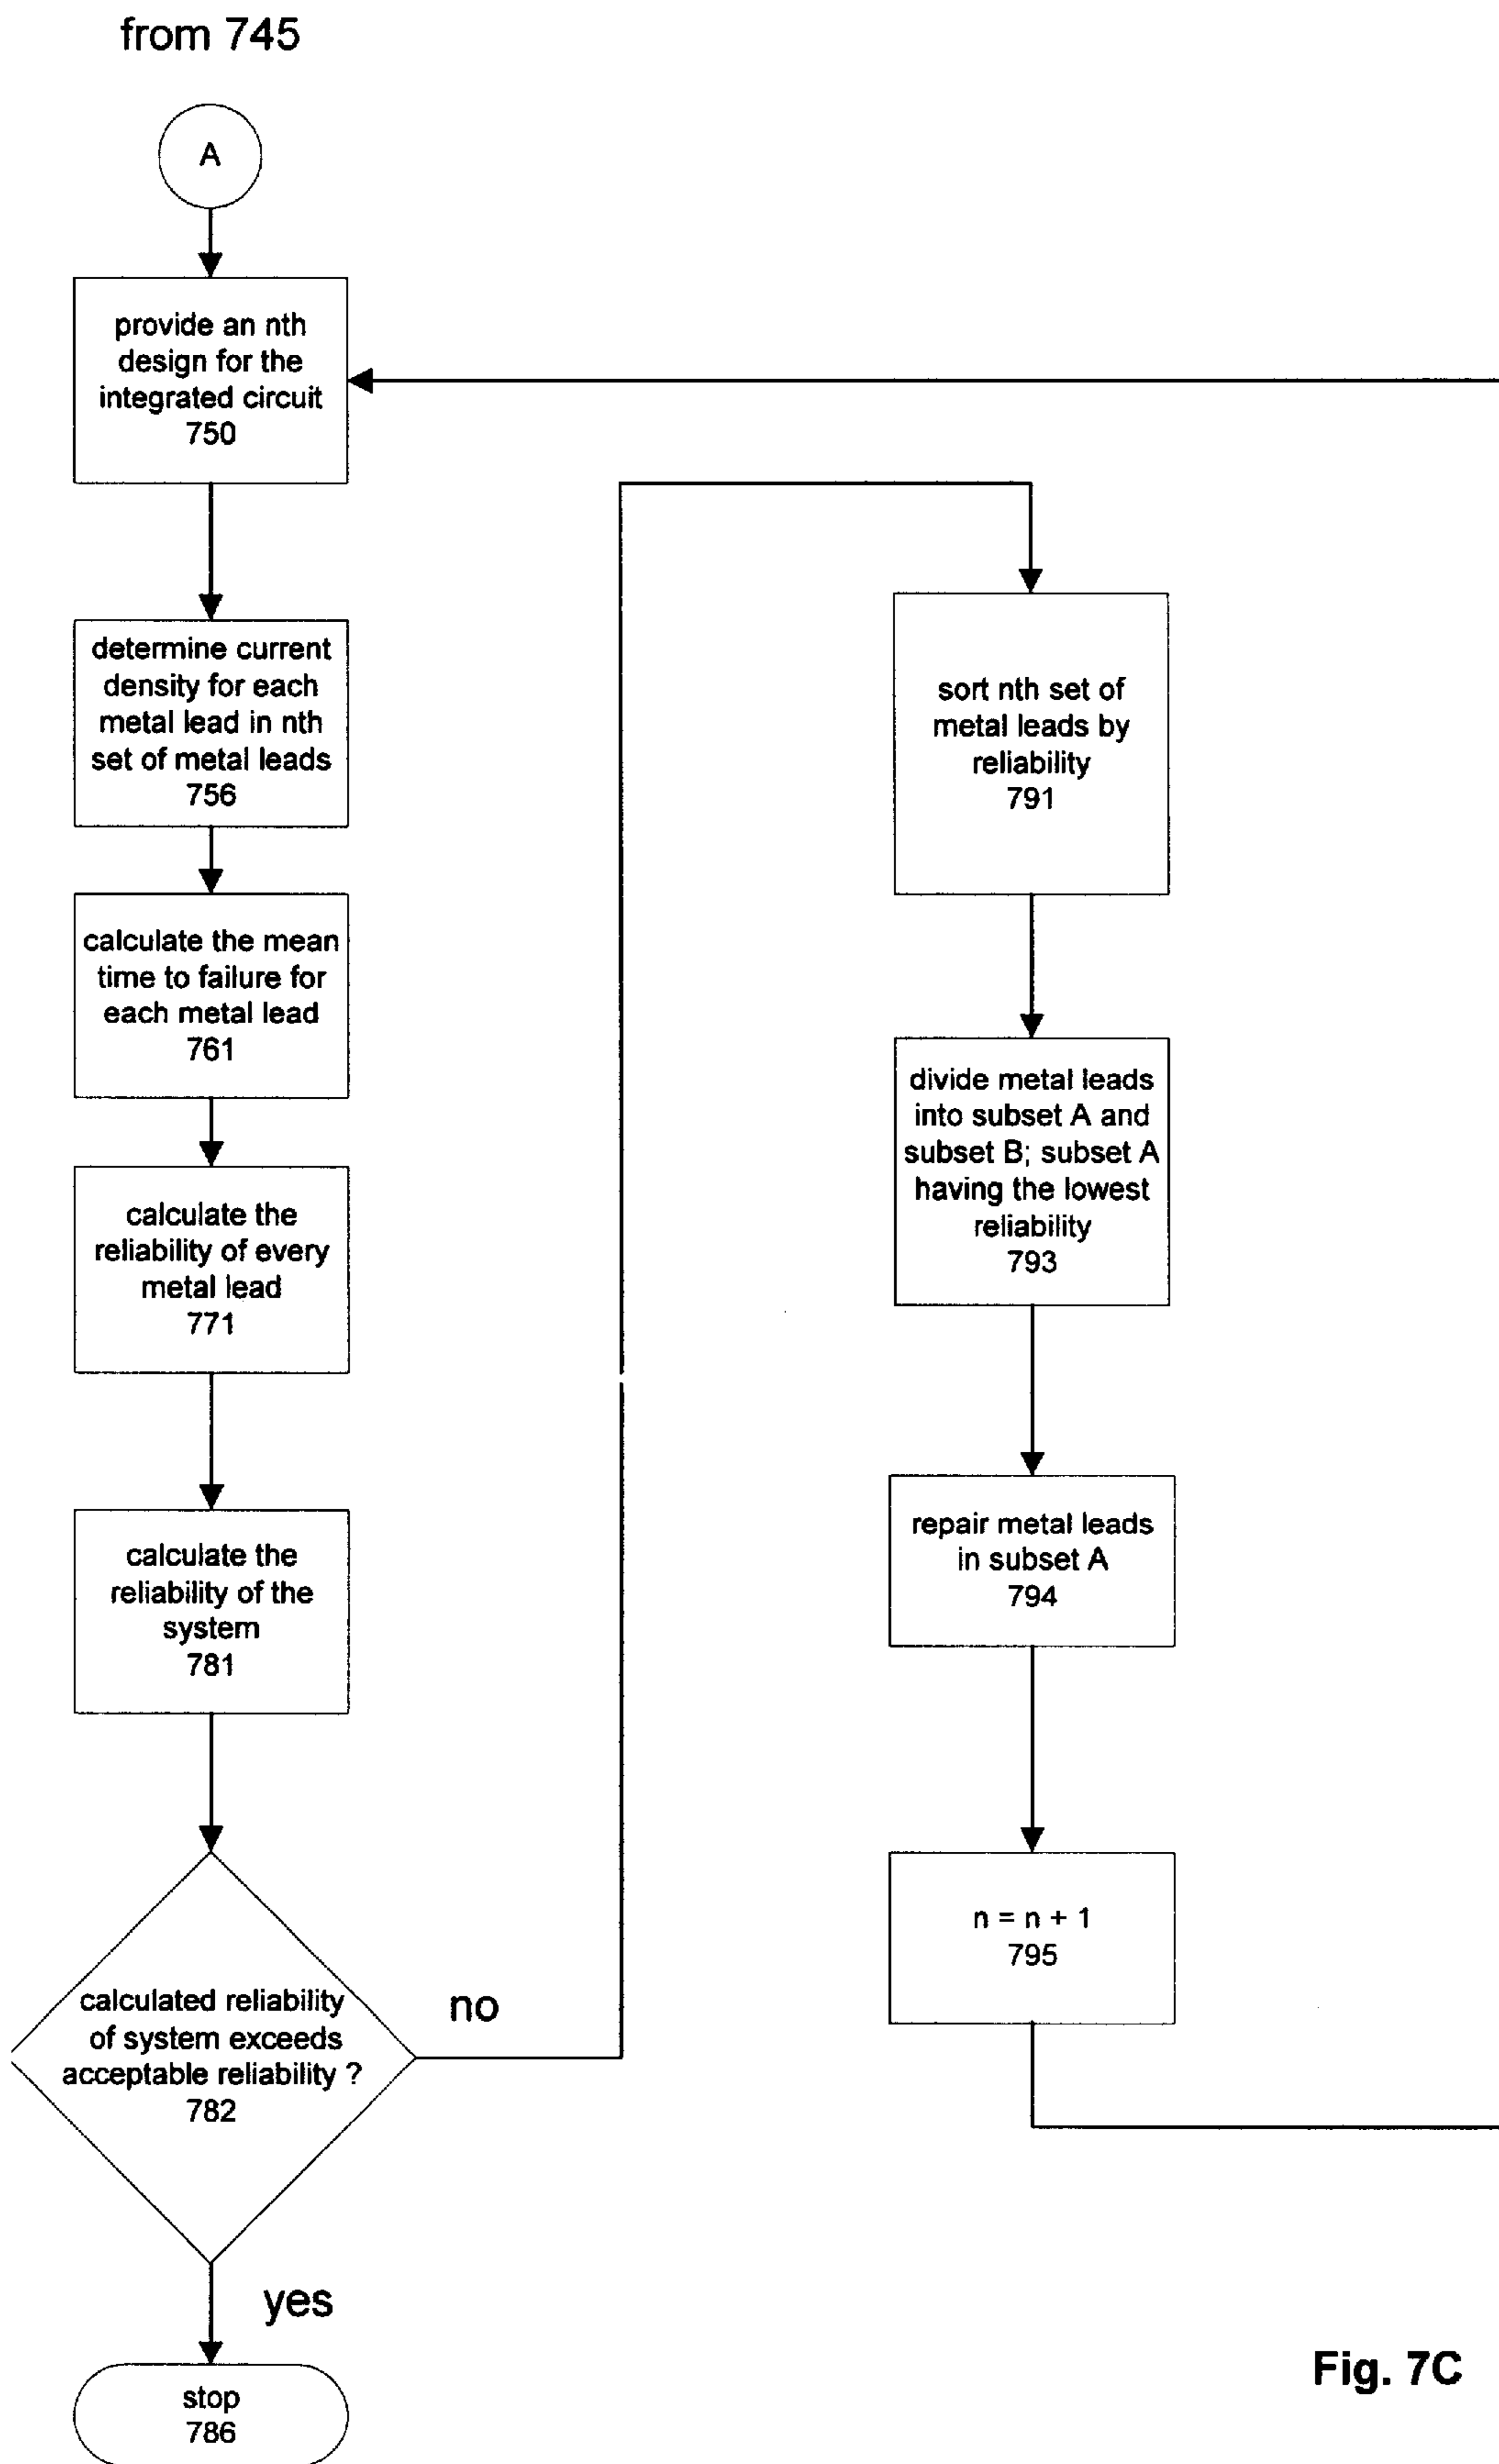 from 745
A
provide an nth
design for the
integrated circuit
750
determine current
density for each
metal lead in nth
set of metal leads
756
calculate the mean
time to failure for
each metal lead
761
calculate the
reliability of every
metal lead
771
calculate the
reliability of the
system
781
calculated reliability
of system exceeds
acceptable reliability ?
782
no
yes
stop
786
sort nth set of
metal leads by
reliability
791
divide metal leads
into subset A and
subset B; subset A
having the lowest
reliability
793
repair metal leads
in subset A
794
n = n + 1
795
Fig. 7C